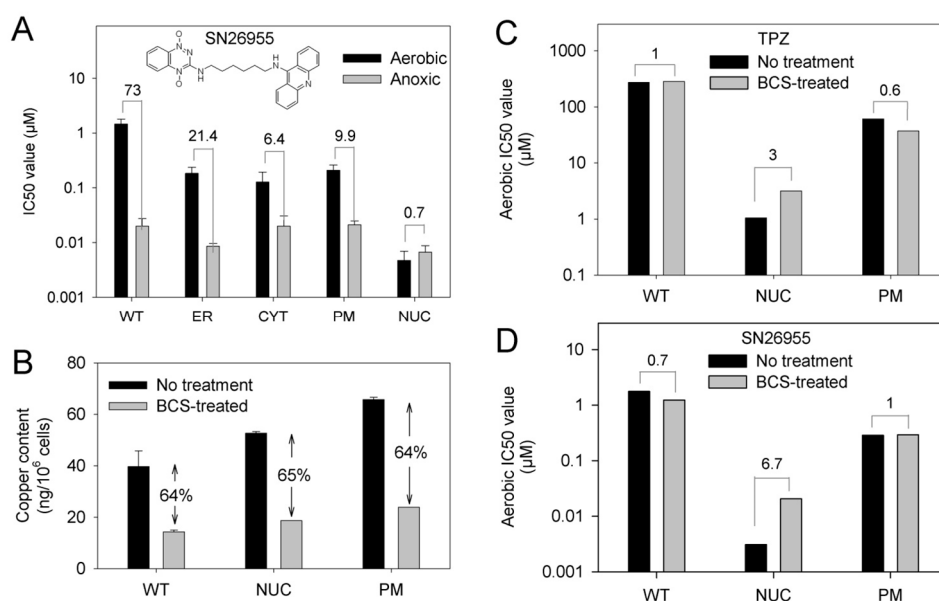 A
SN26955
O
N
N
N
O
NH
HN
N
Aerobic
Anoxic
IC50 value (µM)
10
1
0.1
0.01
0.001
73
21.4
6.4
9.9
0.7
WT ER CYT PM NUC
B
No treatment
BCS-treated
Copper content
(ng/10⁶ cells)
80
60
40
20
0
64%
65%
64%
WT NUC PM
C
TPZ
No treatment
BCS-treated
Aerobic IC50 value
(µM)
1000
100
10
1
0.1
1
3
0.6
WT NUC PM
D
SN26955
No treatment
BCS-treated
Aerobic IC50 value
(µM)
10
1
0.1
0.01
0.001
0.7
6.7
1
WT NUC PM